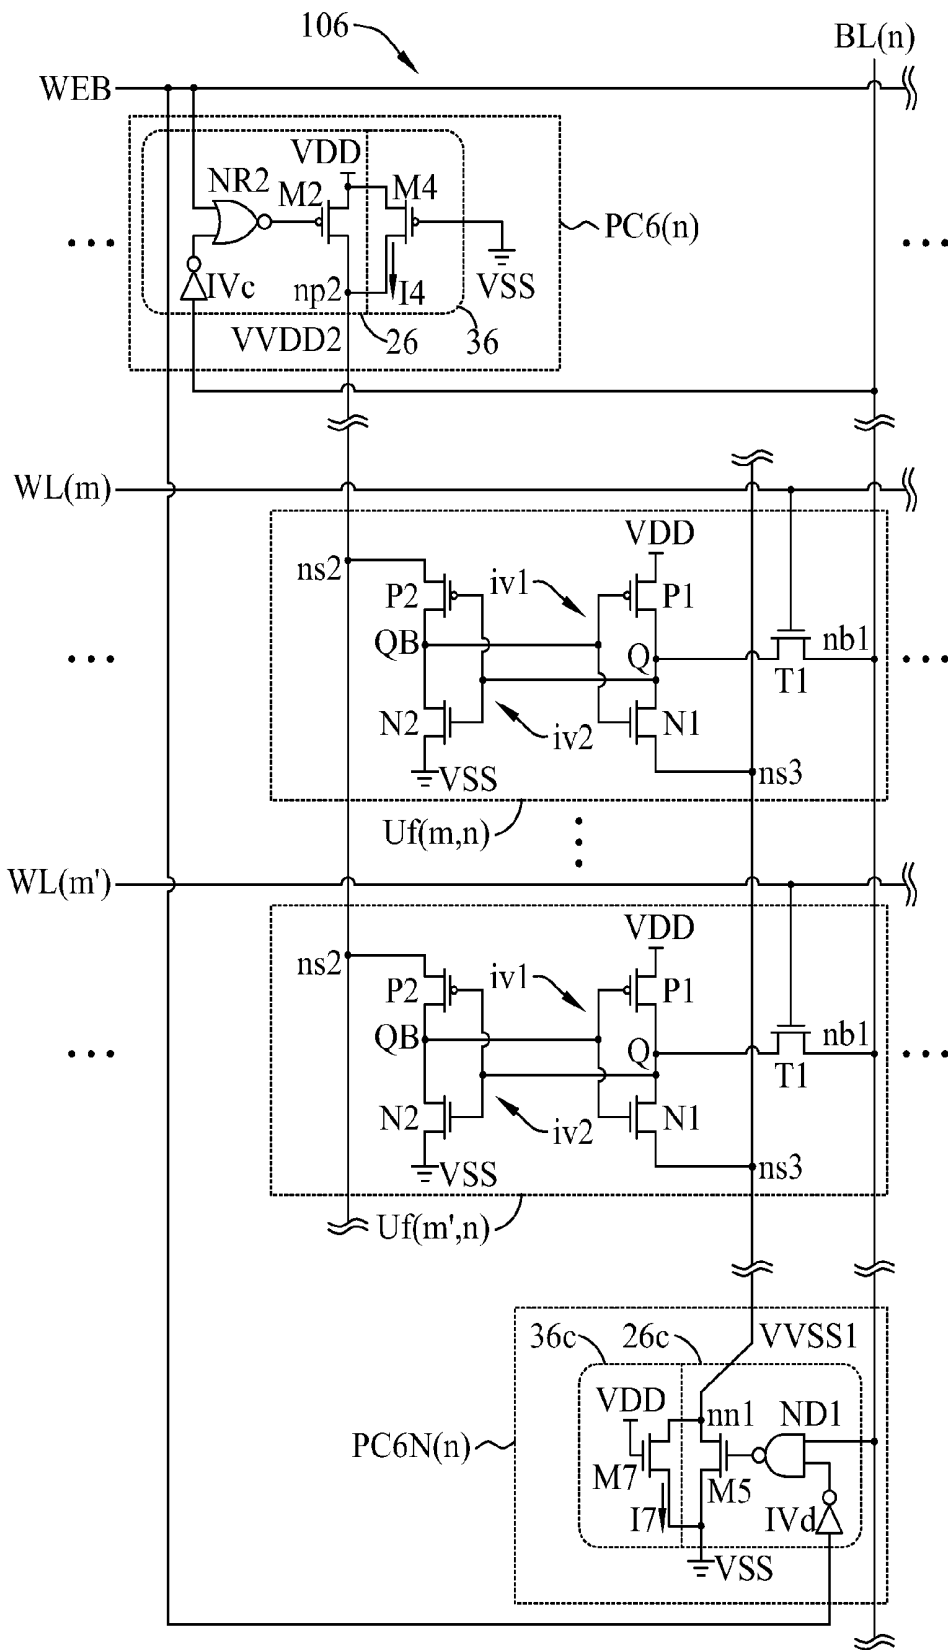 106
BL(n)
WEB
VDD
NR2
M2
M4
PC6(n)
VSS
IVc
np2
I4
VVDD2
26
36
WL(m)
VDD
ns2
P2
iv1
P1
QB
Q
nb1
T1
N2
iv2
N1
VSS
ns3
Uf(m,n)
WL(m')
VDD
ns2
P2
iv1
P1
QB
Q
nb1
T1
N2
iv2
N1
VSS
ns3
Uf(m',n)
36c
26c
VVSS1
VDD
nn1
ND1
PC6N(n)
M7
M5
I7
IVd
VSS